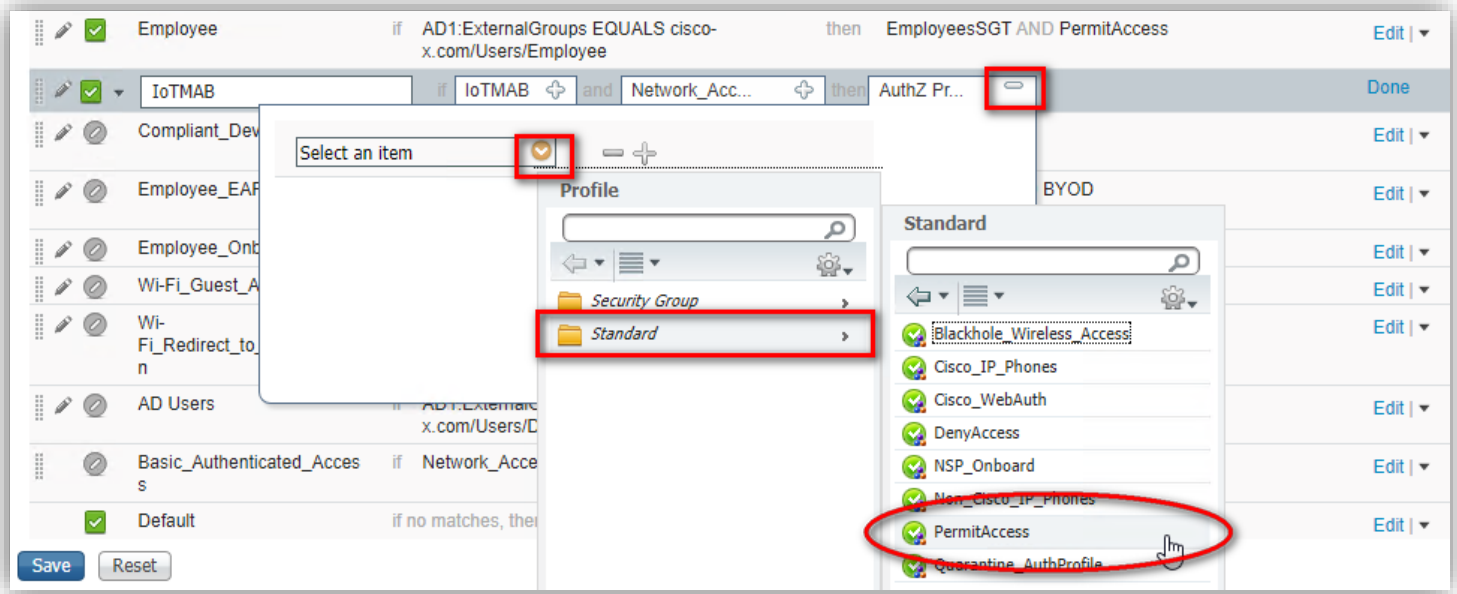 Employee if AD1:ExternalGroups EQUALS cisco- then EmployeesSGT AND PermitAccess Edit |
x.com/Users/Employee
IoTMAB if IoTMAB and Network_Acc... then AuthZ Pr... Done
Compliant_Dev Edit |
Select an item
Employee_EAF BYOD Edit |
Profile
Standard
Employee_Onb Edit |
Wi-Fi_Guest_A Edit |
Security Group
Wi- Edit |
Fi_Redirect_to_
n
Standard
Blackhole_Wireless_Access
Cisco_IP_Phones
Cisco_WebAuth
AD Users if AD1:ExternalG Edit |
x.com/Users/D
DenyAccess
Basic_Authenticated_Acces if Network_Acce Edit |
s
NSP_Onboard
Non_Cisco_IP_Phones
Default if no matches, then Edit |
PermitAccess
Quarantine_AuthProfile
Save Reset